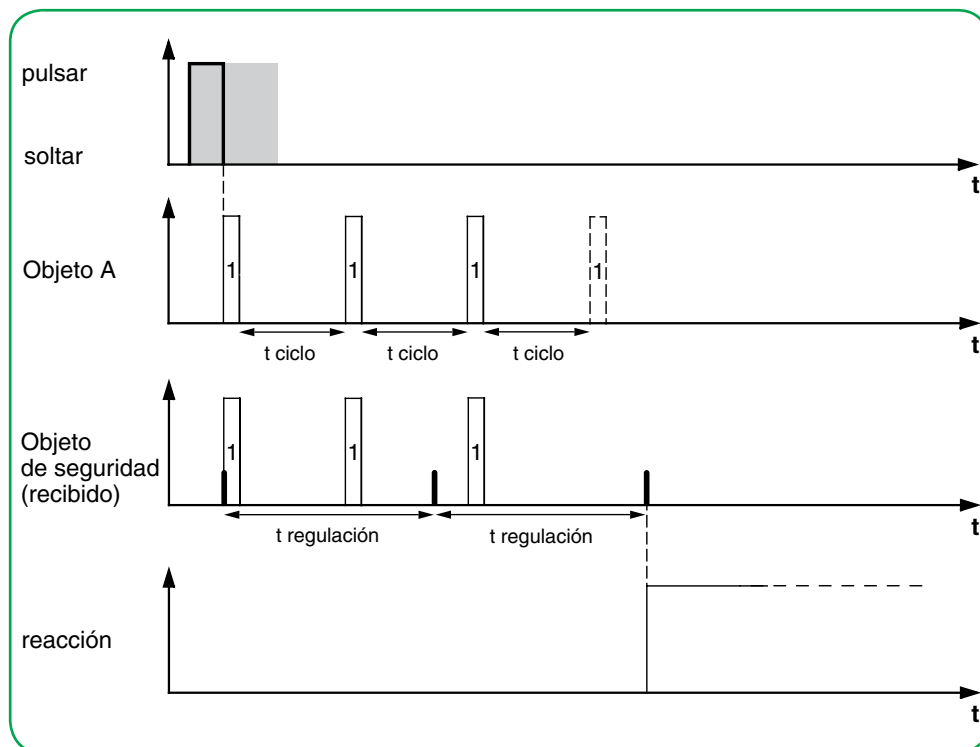 pulsar
soltar
t
Objeto A
1 1 1 1
t ciclo t ciclo t ciclo
t
Objeto
de seguridad
(recibido)
1 1 1
t regulación t regulación
reacción
t